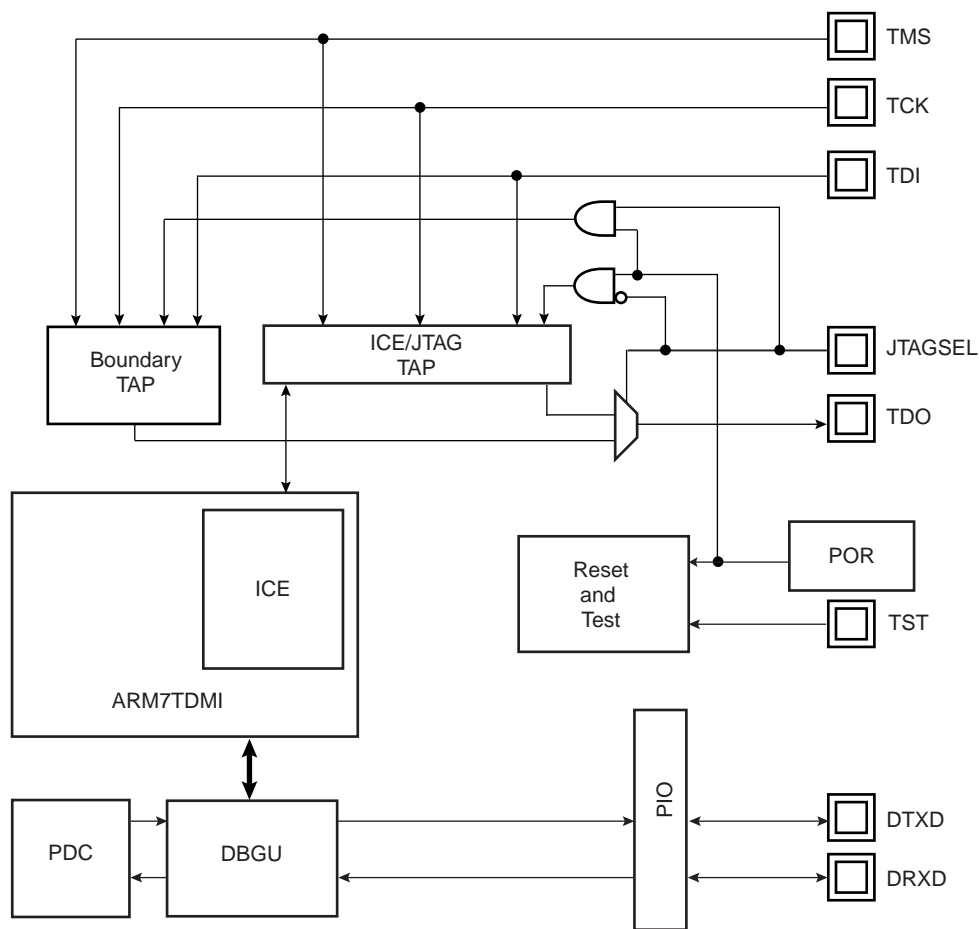 TMS
TCK
TDI
Boundary
TAP
ICE/JTAG
TAP
JTAGSEL
TDO
POR
Reset
and
Test
ICE
TST
ARM7TDMI
PDC
DBGU
PIO
DTXD
DRXD